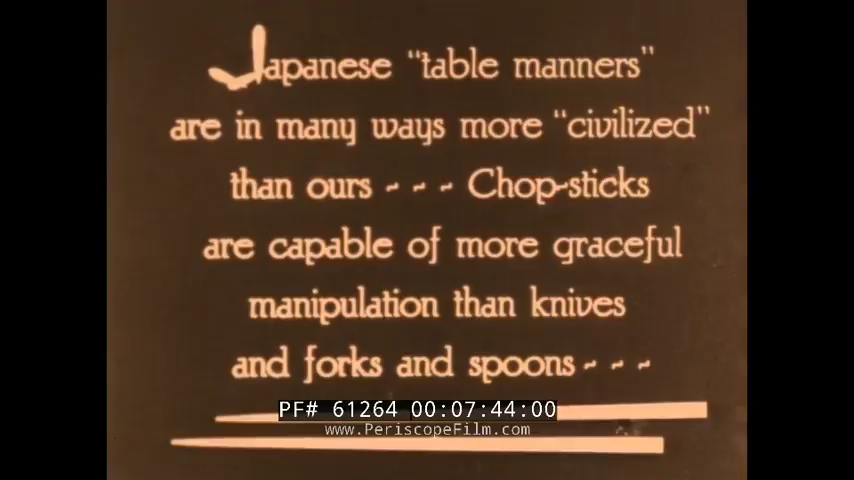 Japanese "table manners"
are in many ways more "civilized"
than ours - - - Chop-sticks
are capable of more graceful
manipulation than knives
and forks and spoons - - -
PF# 61264 00:07:44:00
www.PeriscopeFilm.com